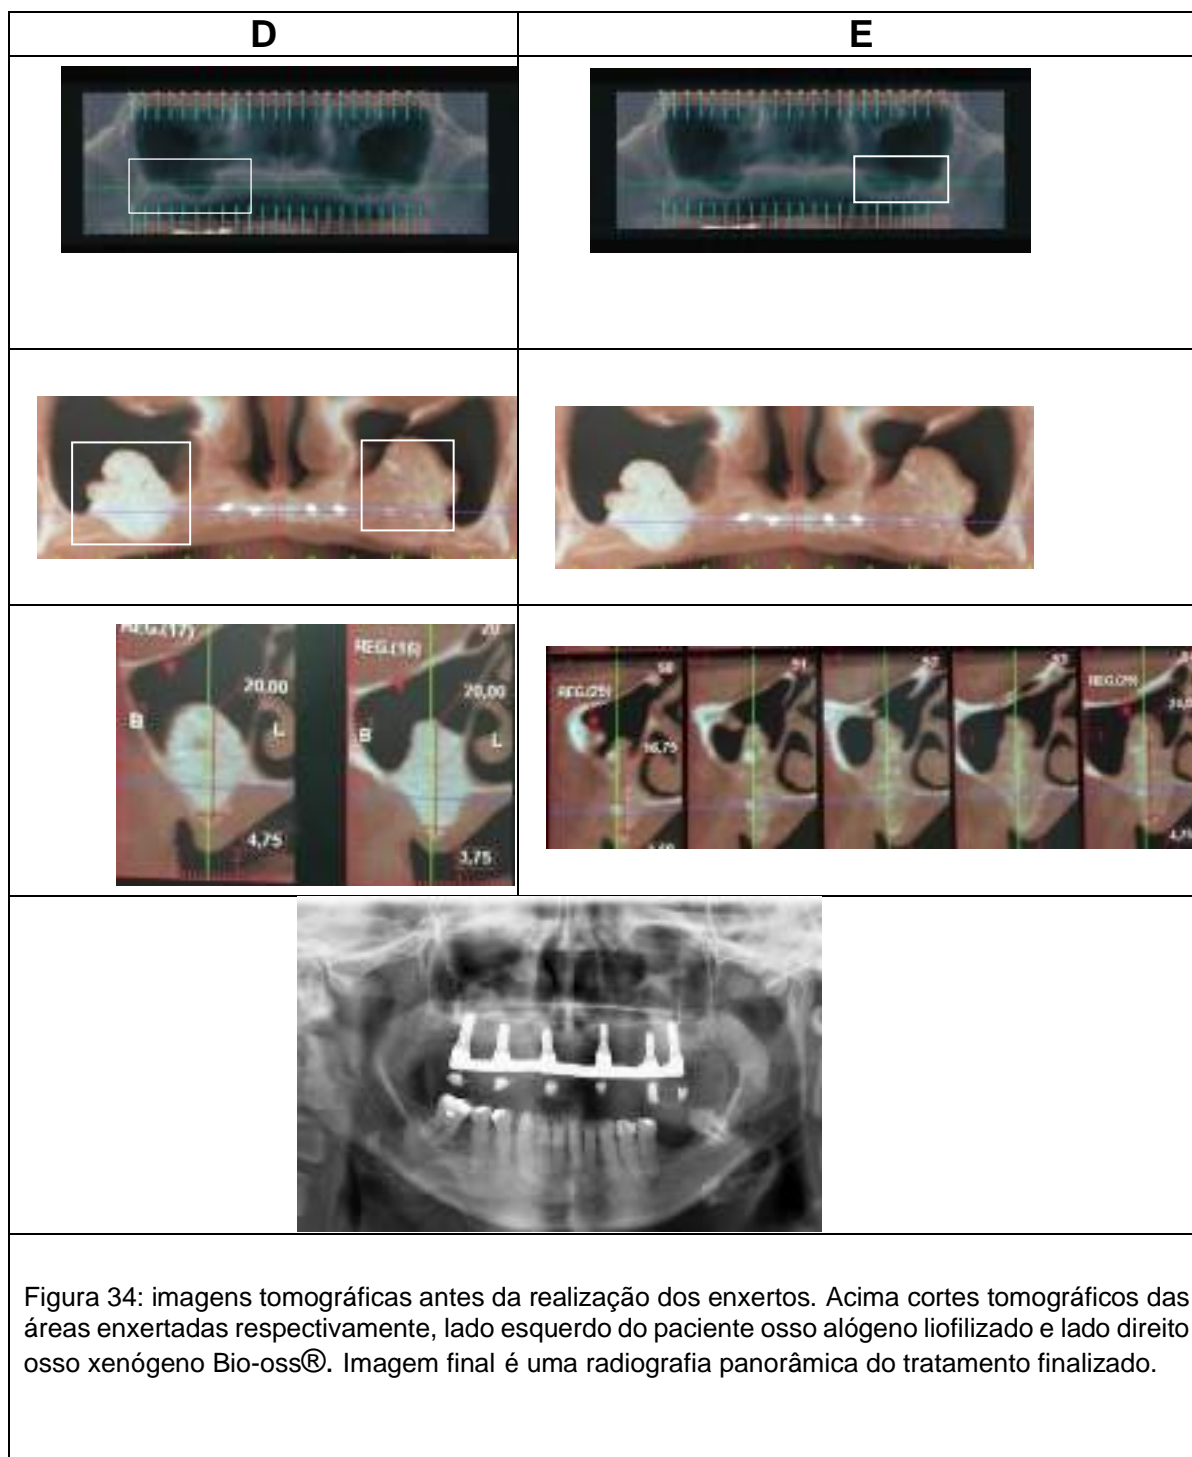 D
E
REG.(17)
20,00
B
L
4,75
REG.(16)
20,00
B
L
3,75
REG.(25)
16,75
Figura 34: imagens tomográficas antes da realização dos enxertos. Acima cortes tomográficos das
áreas enxertadas respectivamente, lado esquerdo do paciente osso alógeno liofilizado e lado direito
osso xenógeno Bio-oss®. Imagem final é uma radiografia panorâmica do tratamento finalizado.